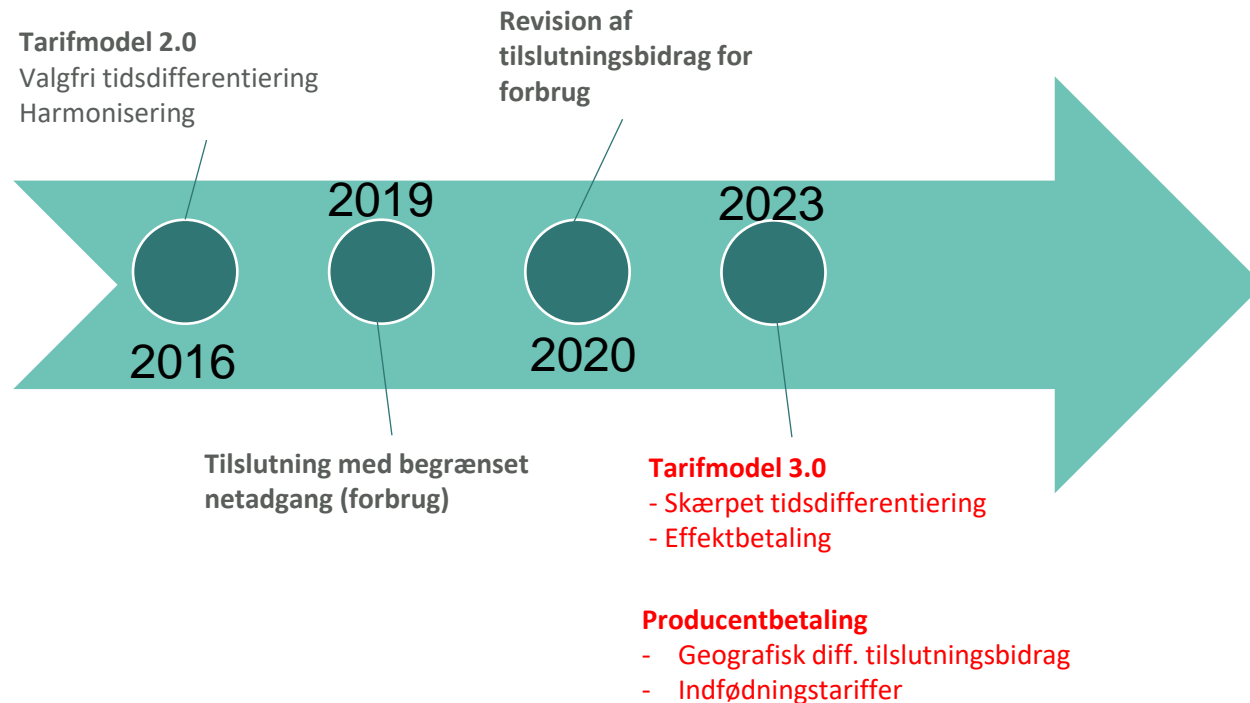 Tarifmodel 2.0
Valgfri tidsdifferentiering
Harmonisering
2016
2019
Tilslutning med begrænset
netadgang (forbrug)
Revision af
tilslutningsbidrag for
forbrug
2020
2023
Tarifmodel 3.0
- Skærpet tidsdifferentiering
- Effektbetaling
Producentbetaling
- Geografisk diff. tilslutningsbidrag
- Indfødningstariffer